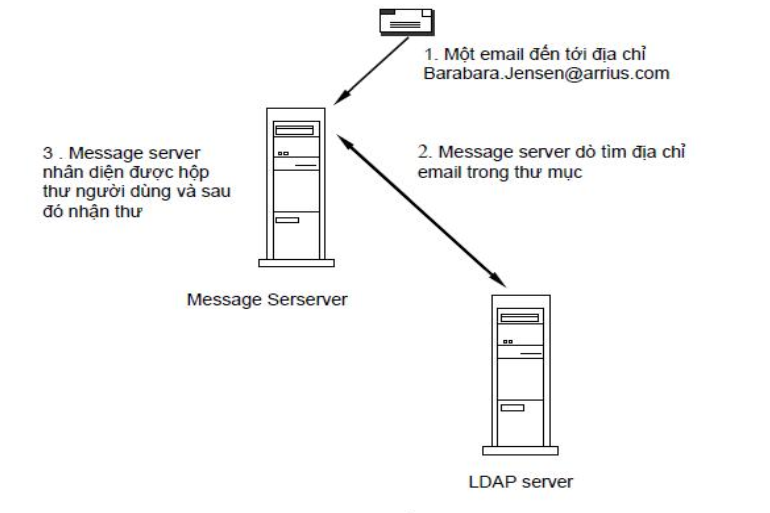 1. Một email đến tới địa chỉ
Barabara.Jensen@arrius.com
2. Message server dò tìm địa chỉ
email trong thư mục
3 . Message server
nhân diện được hộp
thư người dùng và sau
đó nhận thư
Message Serserver
LDAP server